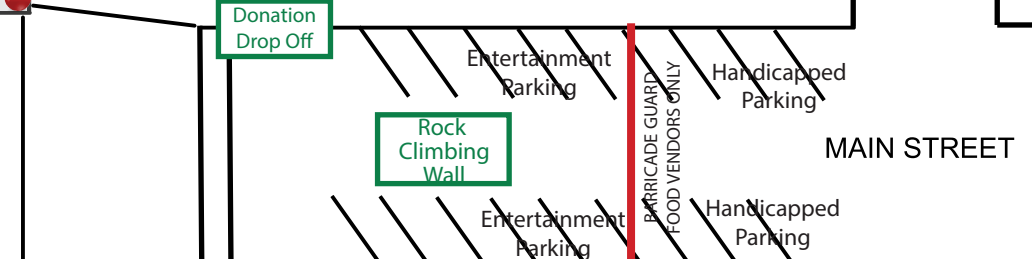 Donation
Drop Off
Entertainment
Parking
Handicapped
Parking
Rock
Climbing
Wall
BARRICADE GUARD
FOOD VENDORS ONLY
MAIN STREET
Entertainment
Parking
Handicapped
Parking